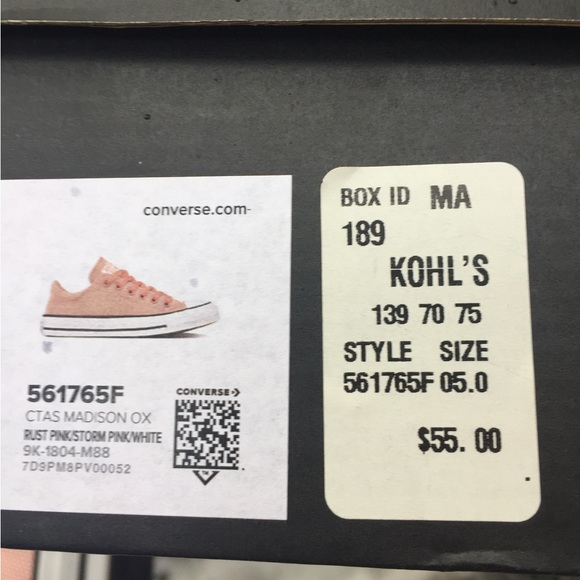 converse.com
561765F
CTAS MADISON OX
RUST PINK/STORM PINK/WHITE
9K-1804-M88
7D9PM8PV00052
CONVERSE
BOX ID MA
189
KOHL'S
139 70 75
STYLE SIZE
561765F 05.0
$55.00